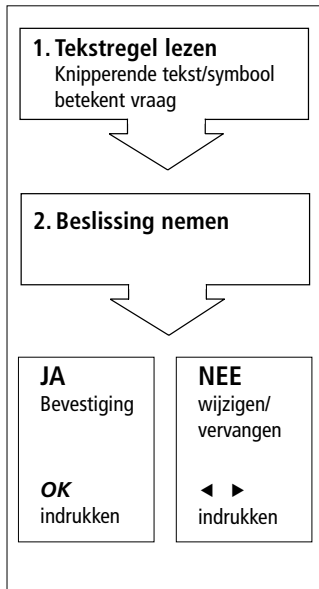 1. Tekstregel lezen
Knipperende tekst/symbool
betekent vraag
2. Beslissing nemen
JA
Bevestiging
OK
indrukken
NEE
wijzigen/
vervangen
◄ ►
indrukken